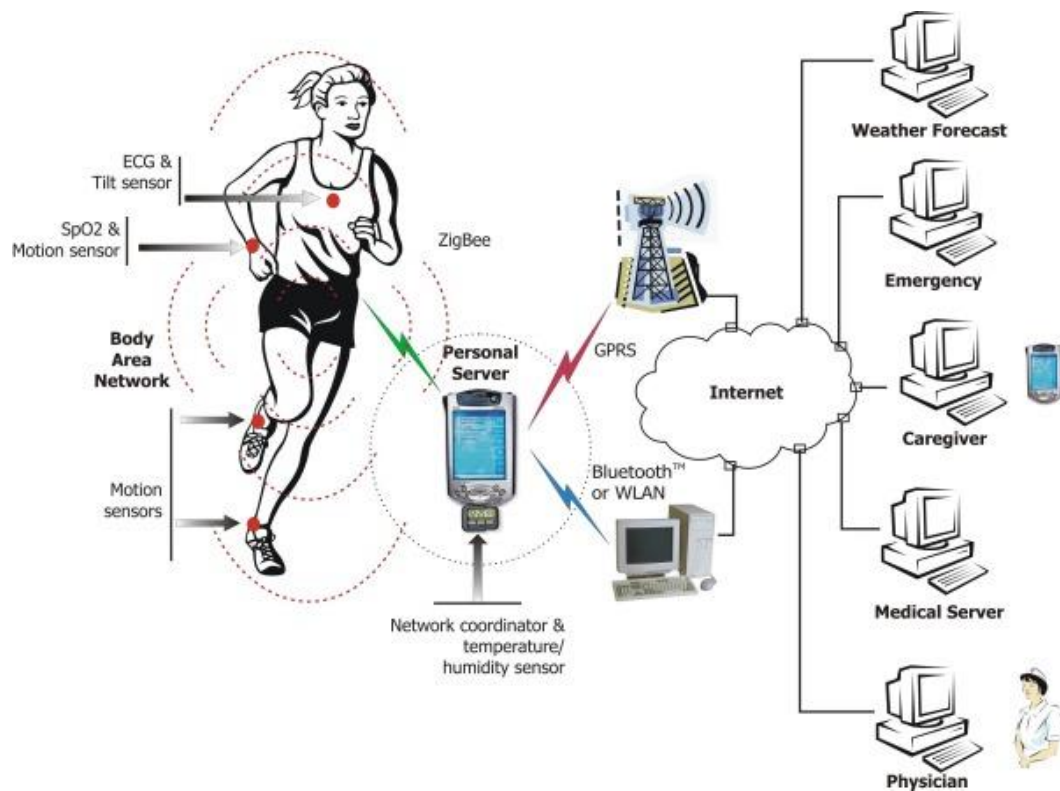 ECG &
Tilt sensor
SpO2 &
Motion sensor
Body
Area
Network
Motion
sensors
ZigBee
Personal
Server
Network coordinator &
temperature/
humidity sensor
GPRS
Bluetooth™
or WLAN
Internet
Weather Forecast
Emergency
Caregiver
Medical Server
Physician